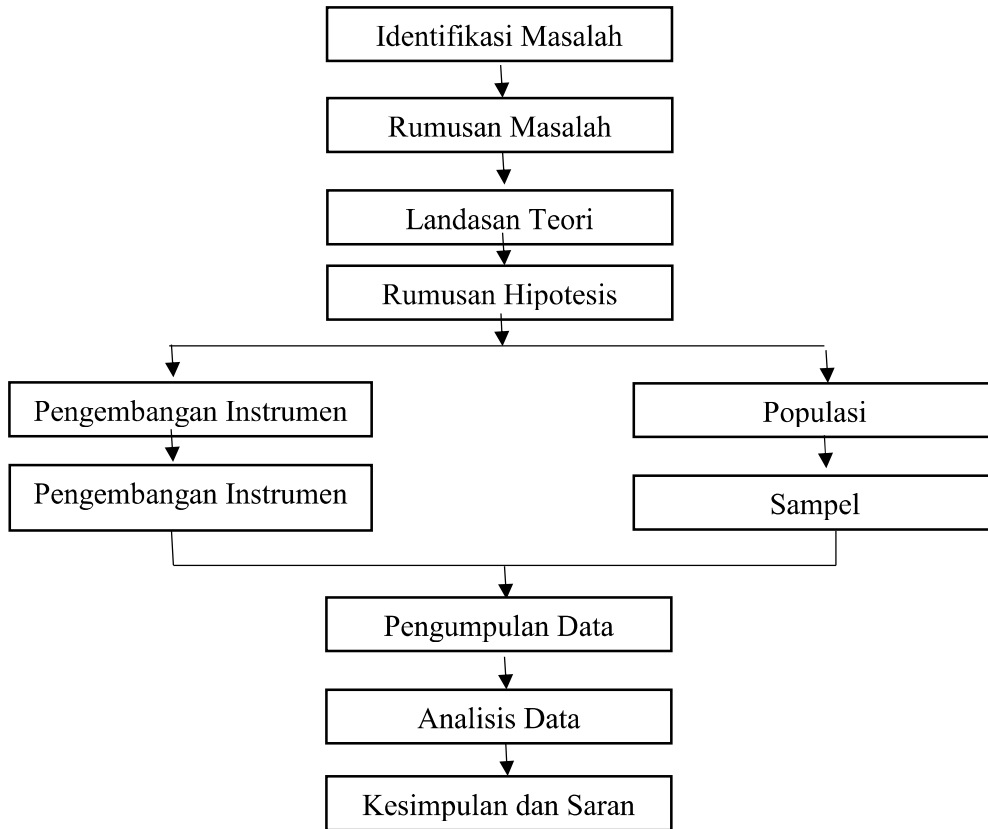 Identifikasi Masalah
Rumusan Masalah
Landasan Teori
Rumusan Hipotesis
Pengembangan Instrumen
Populasi
Pengembangan Instrumen
Sampel
Pengumpulan Data
Analisis Data
Kesimpulan dan Saran